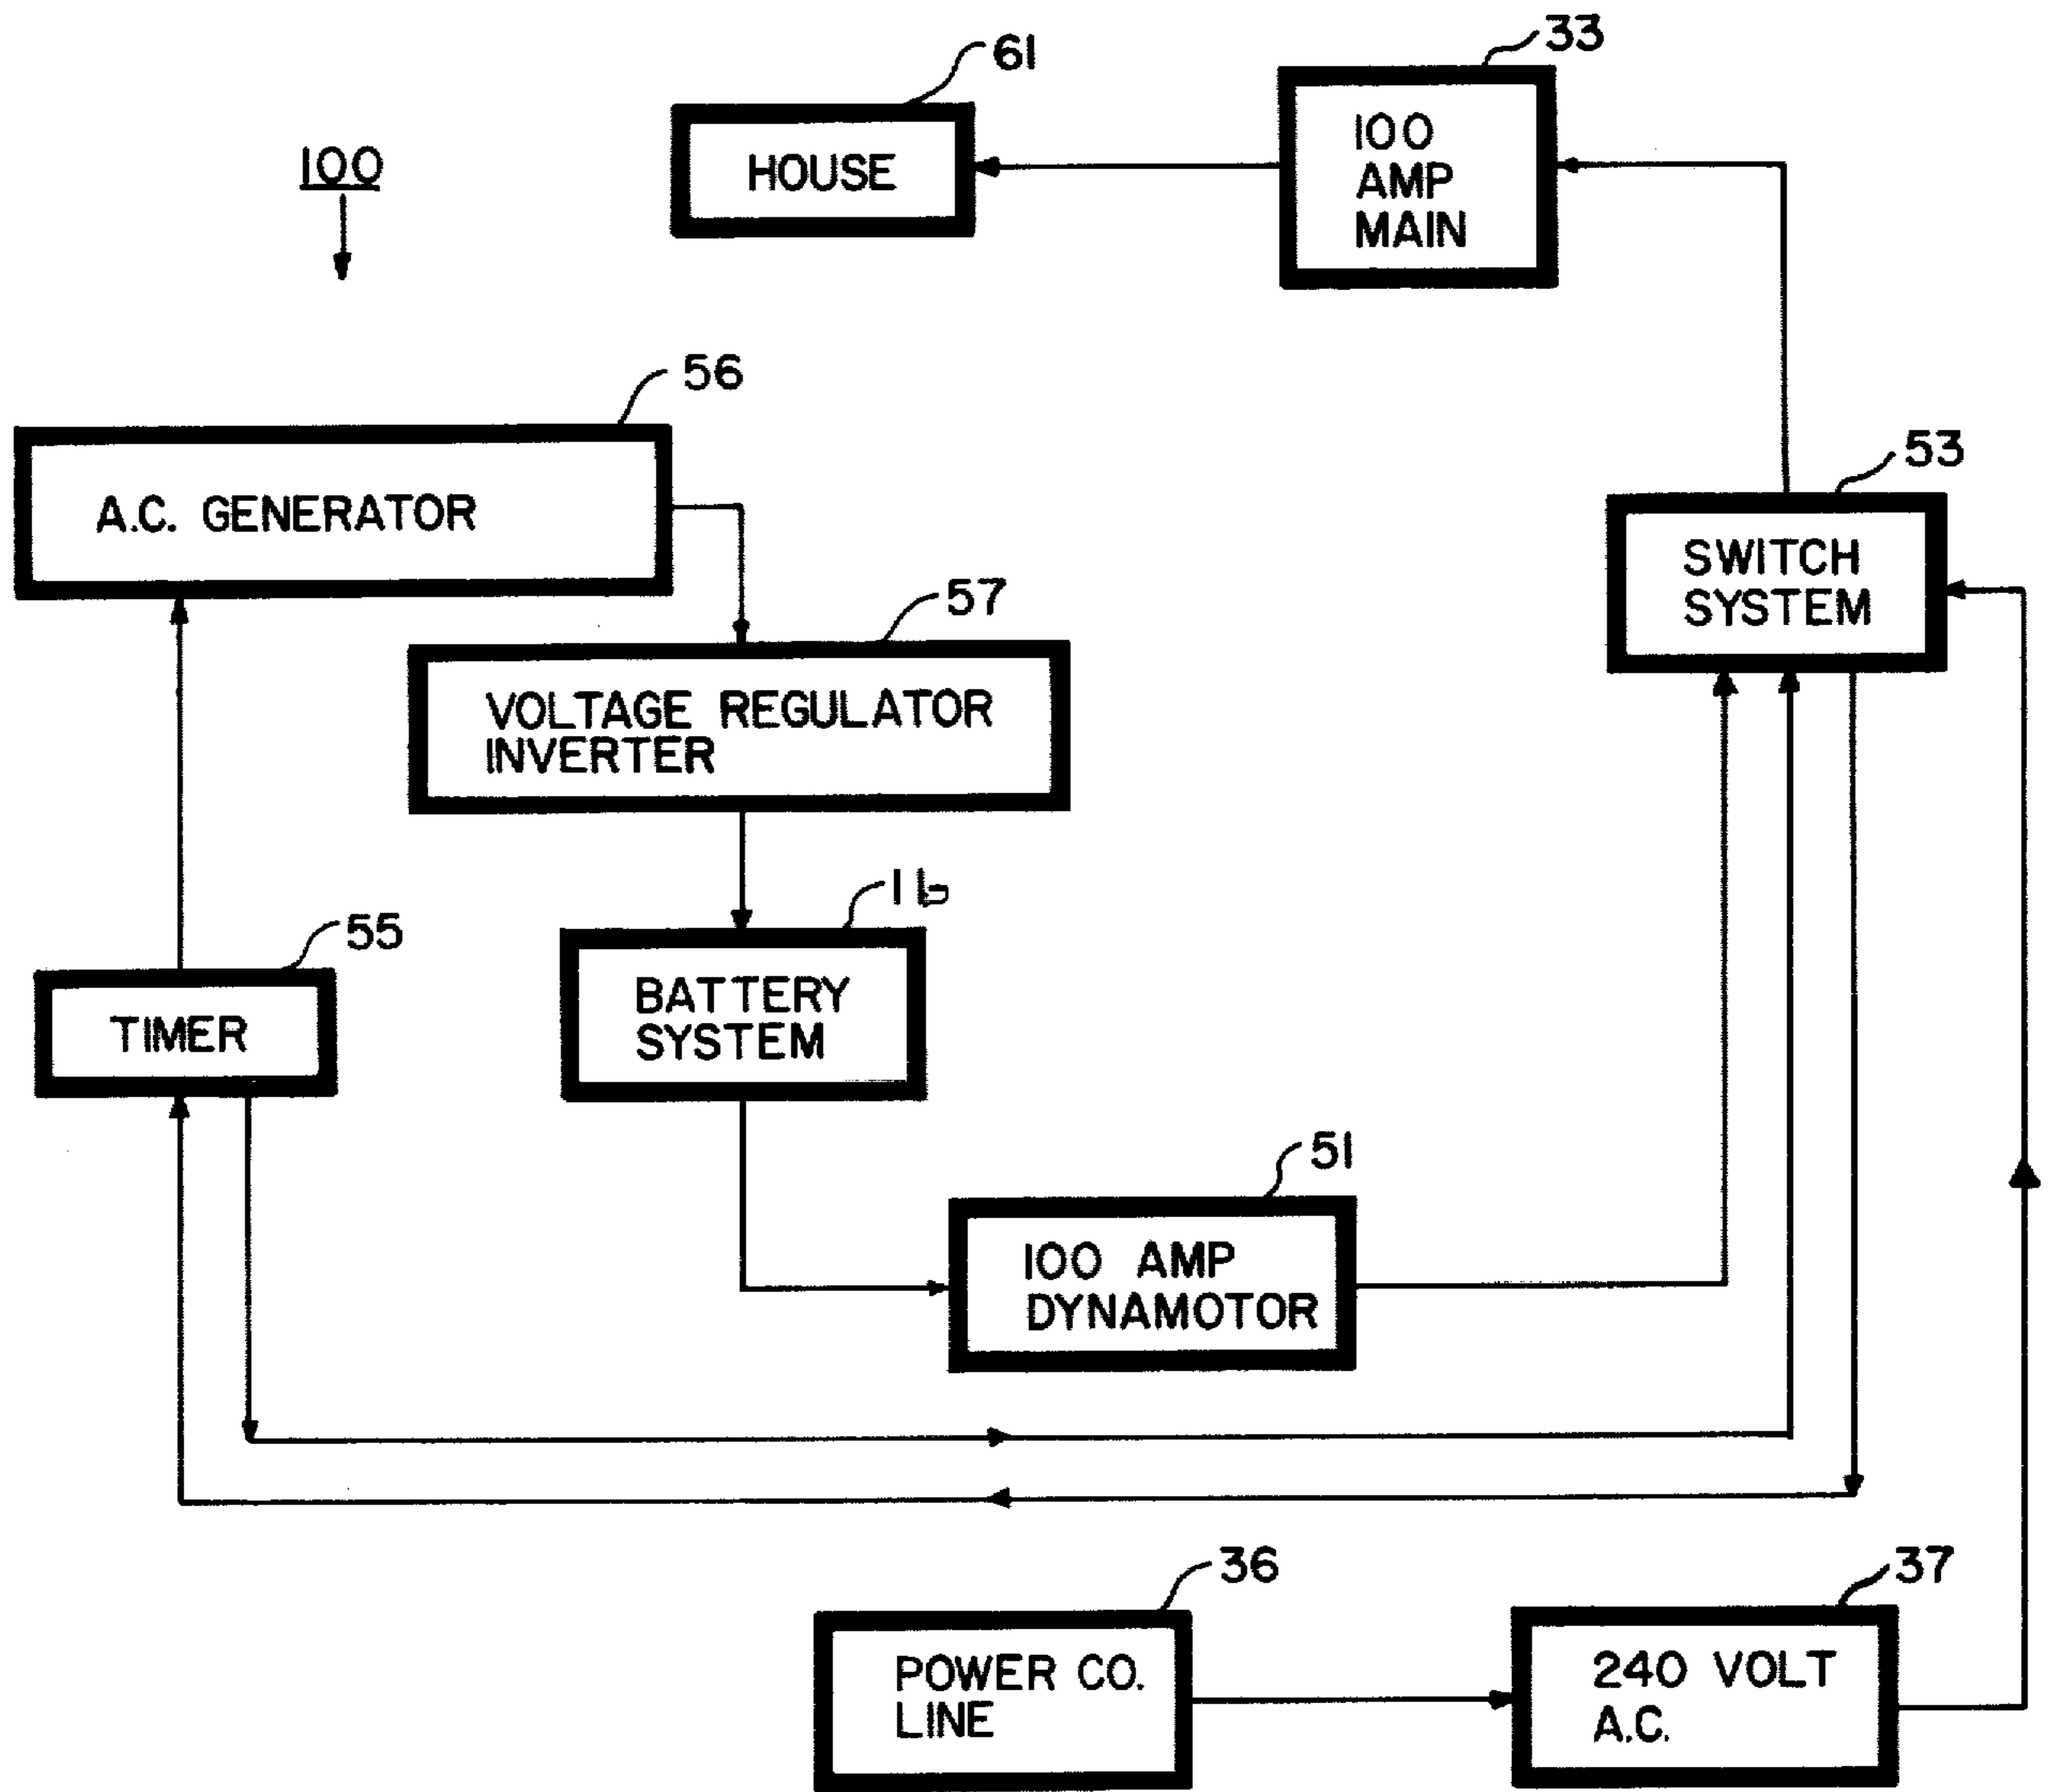 61
33
100
HOUSE
100
AMP
MAIN
56
53
A.C. GENERATOR
SWITCH
SYSTEM
57
VOLTAGE REGULATOR
INVERTER
1b
55
BATTERY
SYSTEM
TIMER
51
100 AMP
DYNAMOTOR
36
37
POWER CO.
LINE
240 VOLT
A.C.